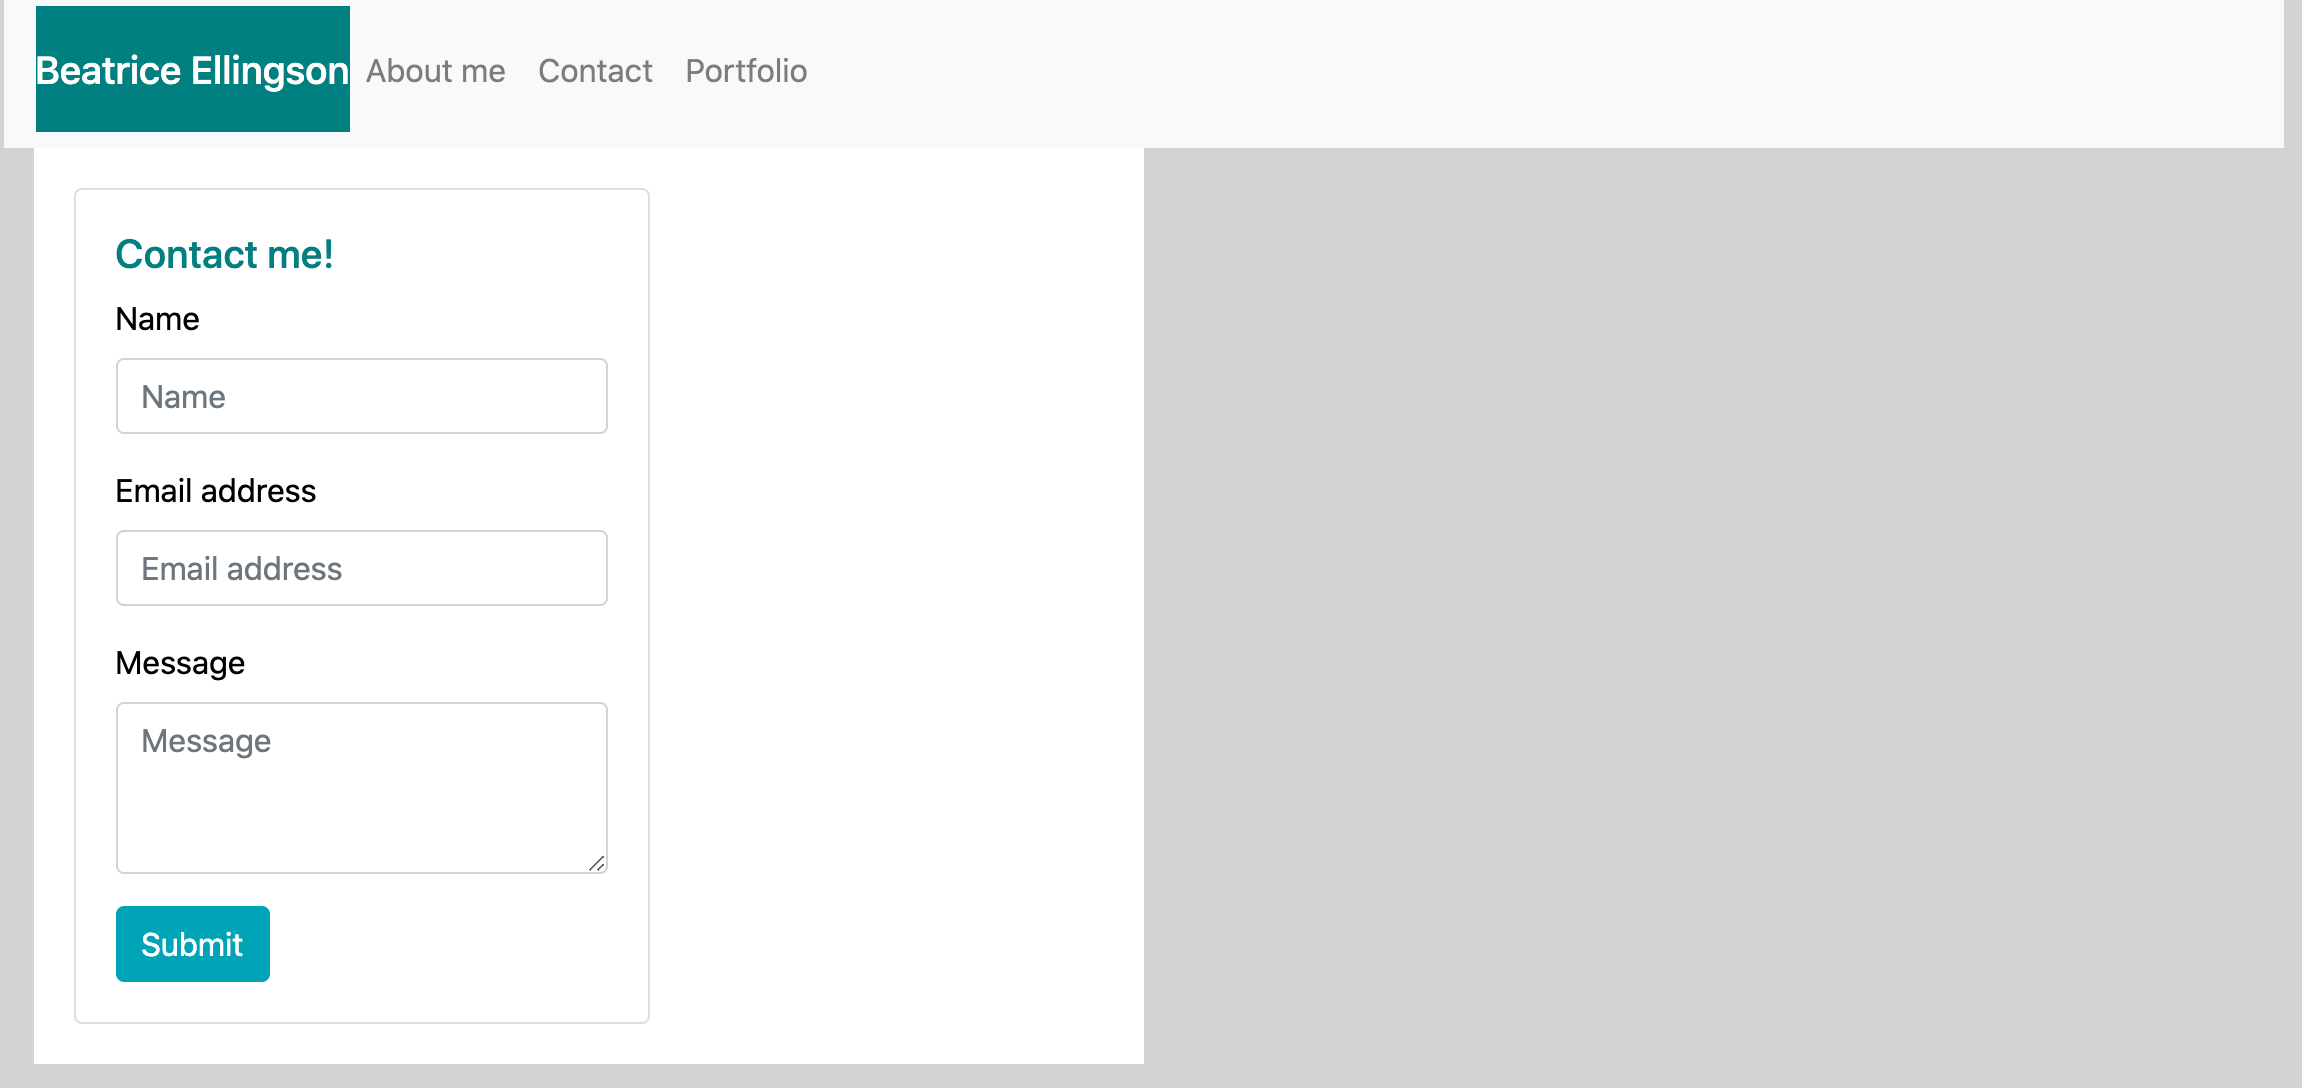 Beatrice Ellingson About me Contact Portfolio
Contact me!
Name
Name
Email address
Email address
Message
Message
Submit